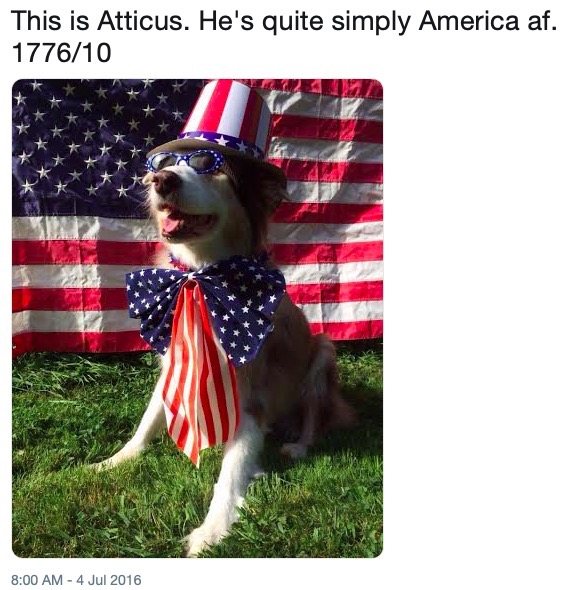 This is Atticus. He's quite simply America af.
1776/10
8:00 AM - 4 Jul 2016